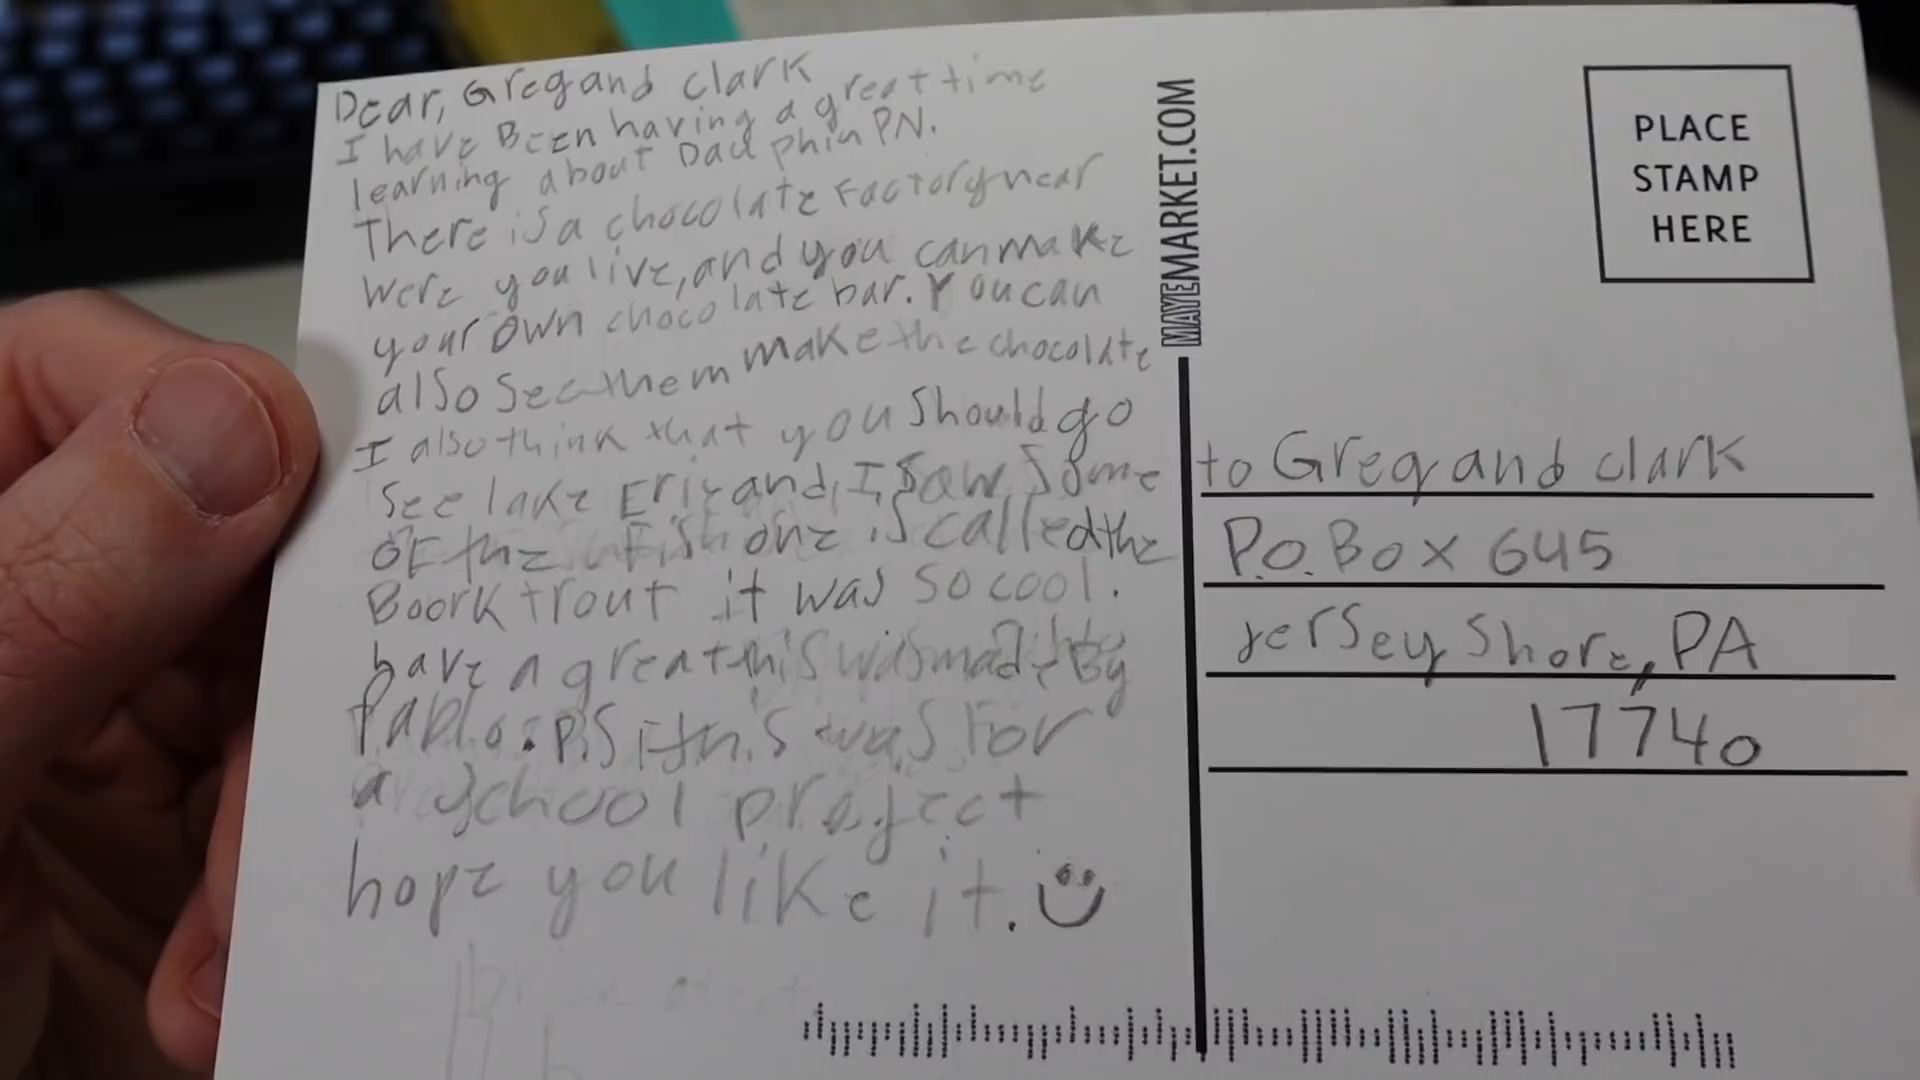 Dear, Greg and Clark
I have Been having a great time
learning about Dauphin PN.
There is a chocolate Factory near
were you live, and you can make
your own chocolate bar. You can
also see them make the chocolate
I also think that you should go
see lake Erie and, I saw some
OF the Fish one is called the
Boork trout it was so cool.
have a great this was made By
Pablo. P.S this was For
a school project
hope you like it.
MAYEMARKET.COM
PLACE
STAMP
HERE
to Greg and Clark
P.O. Box 645
Jersey Shore, PA
17740